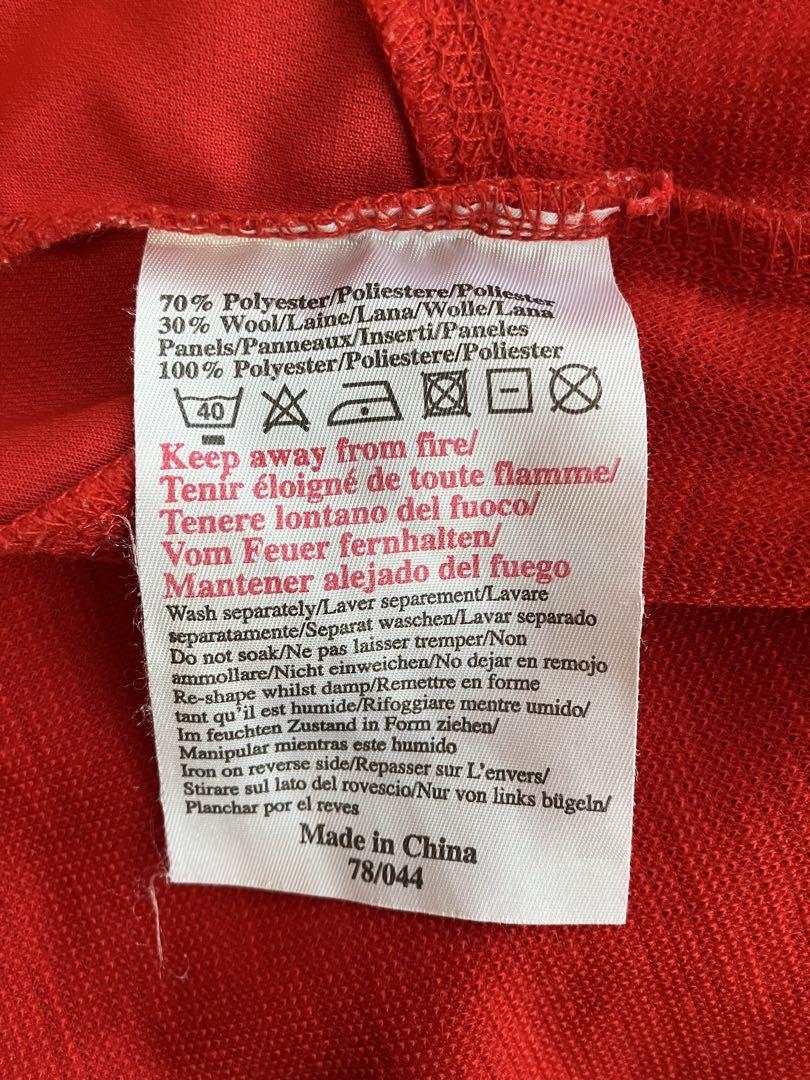 70% Polyester/Poliestere/Poliester
30% Wool/Laine/Lana/Wolle/Lana
Panels/Panneaux/Inserti/Paneles
100% Polyester/Poliestere/Poliester
40
Keep away from fire/
Tenir éloigné de toute flamme/
Tenere lontano del fuoco/
Vom Feuer fernhalten/
Mantener alejado del fuego
Wash separately/Laver separement/Lavare
separatamente/Separat waschen/Lavar separado
Do not soak/Ne pas laisser tremper/Non
ammollare/Nicht einweichen/No dejar en remojo
Re-shape whilst damp/Remettre en forme
tant qu'il est humide/Rifoggiare mentre umido/
Im feuchten Zustand in Form ziehen/
Manipular mientras este humido
Iron on reverse side/Repasser sur L'envers/
Stirare sul lato del rovescio/Nur von links bügeln/
Planchar por el reves
Made in China
78/044